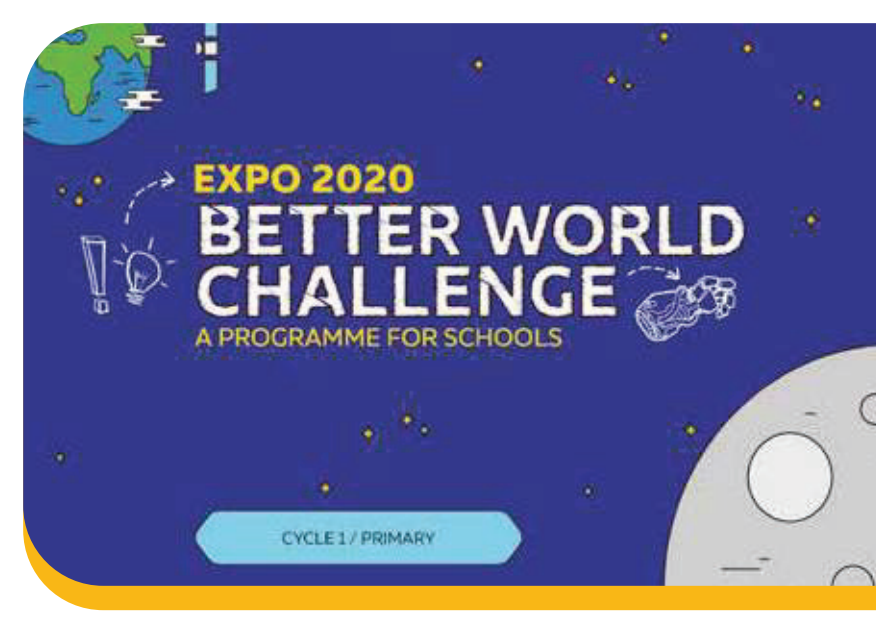 EXPO 2020
BETTER WORLD
CHALLENGE
A PROGRAMME FOR SCHOOLS
CYCLE 1 / PRIMARY